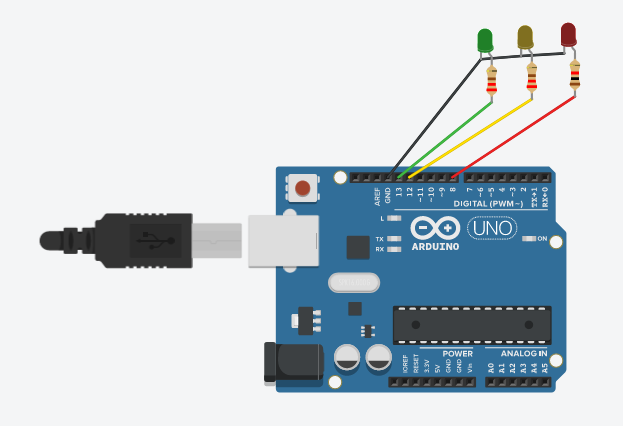 AREF
GND
13
12
~11
~10
~9
8
7
~6
~5
4
~3
2
TX→1
RX←0
DIGITAL (PWM~)
L
TX
RX
ARDUINO
UNO
ON
IOREF
RESET
3.3V
5V
GND
GND
Vin
POWER
ANALOG IN
A0
A1
A2
A3
A4
A5